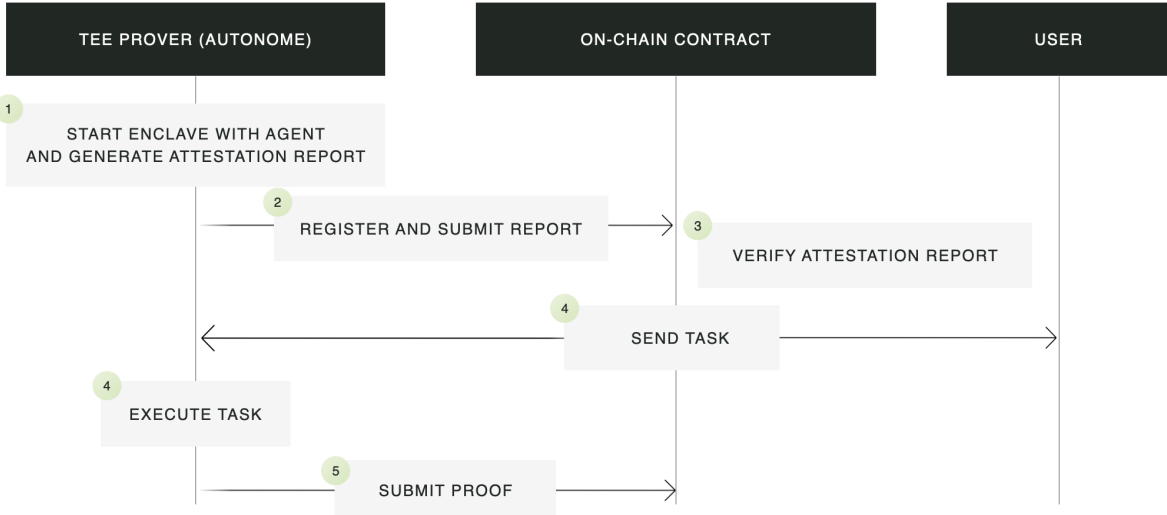 TEE PROVER (AUTONOME)
ON-CHAIN CONTRACT
USER
1
START ENCLAVE WITH AGENT
AND GENERATE ATTESTATION REPORT
2
REGISTER AND SUBMIT REPORT
3
VERIFY ATTESTATION REPORT
4
SEND TASK
4
EXECUTE TASK
5
SUBMIT PROOF